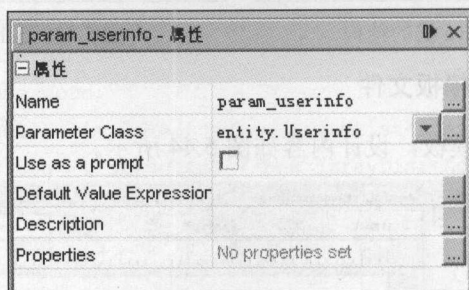 param_userinfo - 属性
属性
Name param_userinfo
Parameter Class entity.Userinfo
Use as a prompt
Default Value Expression
Description
Properties No properties set